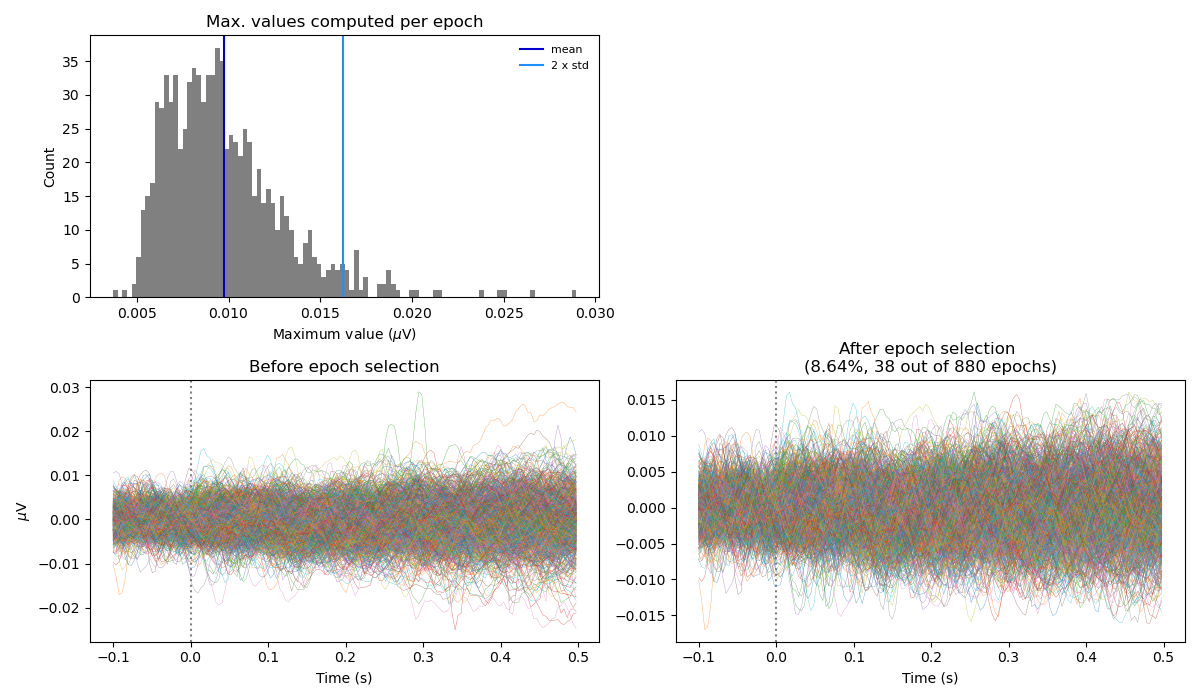 Max. values computed per epoch
Count
35
30
25
20
15
10
5
0
mean
2 x std
0.005 0.010 0.015 0.020 0.025 0.030
Maximum value (μV)
Before epoch selection
μV
0.03
0.02
0.01
0.00
−0.01
−0.02
−0.1 0.0 0.1 0.2 0.3 0.4 0.5
Time (s)
After epoch selection
(8.64%, 38 out of 880 epochs)
0.015
0.010
0.005
0.000
−0.005
−0.010
−0.015
−0.1 0.0 0.1 0.2 0.3 0.4 0.5
Time (s)